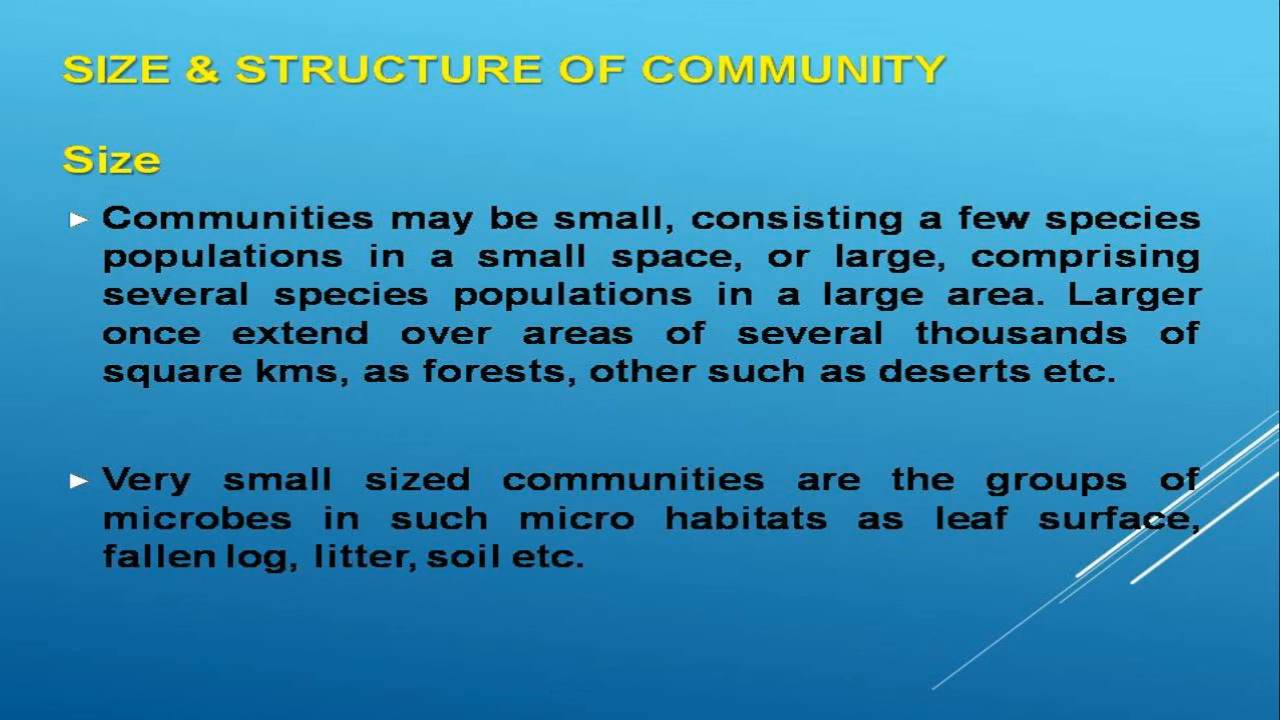 SIZE & STRUCTURE OF COMMUNITY
Size
Communities may be small, consisting a few species
populations in a small space, or large, comprising
several species populations in a large area. Larger
once extend over areas of several thousands of
square kms, as forests, other such as deserts etc.
Very small sized communities are the groups of
microbes in such micro habitats as leaf surface,
fallen log, litter, soil etc.